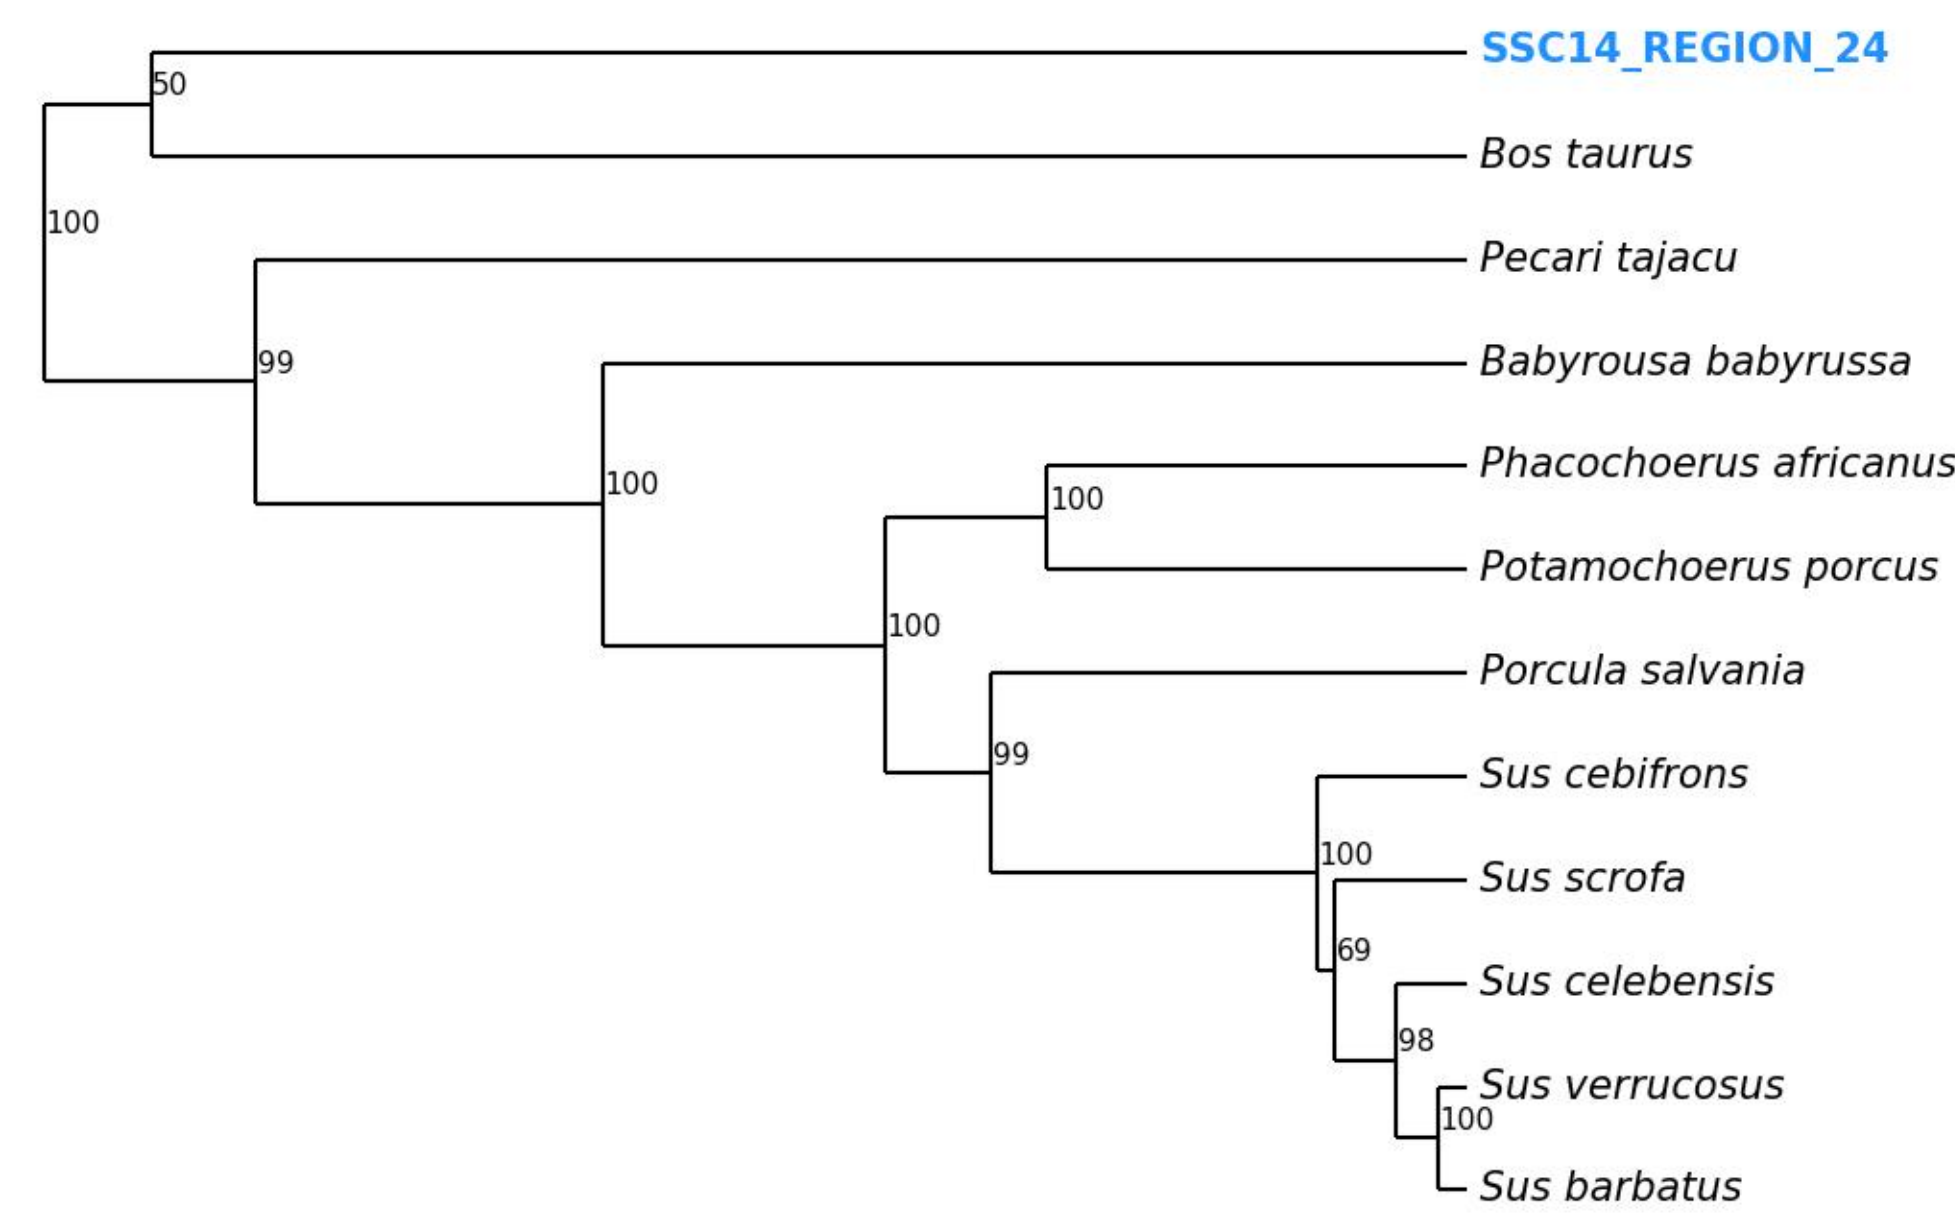 SSC14_REGION_24
50
Bos taurus
100
Pecari tajacu
99
Babyrousa babyrussa
Phacochoerus africanus
100
100
Potamochoerus porcus
100
Porcula salvania
99
Sus cebifrons
100
Sus scrofa
69
Sus celebensis
98
Sus verrucosus
100
Sus barbatus